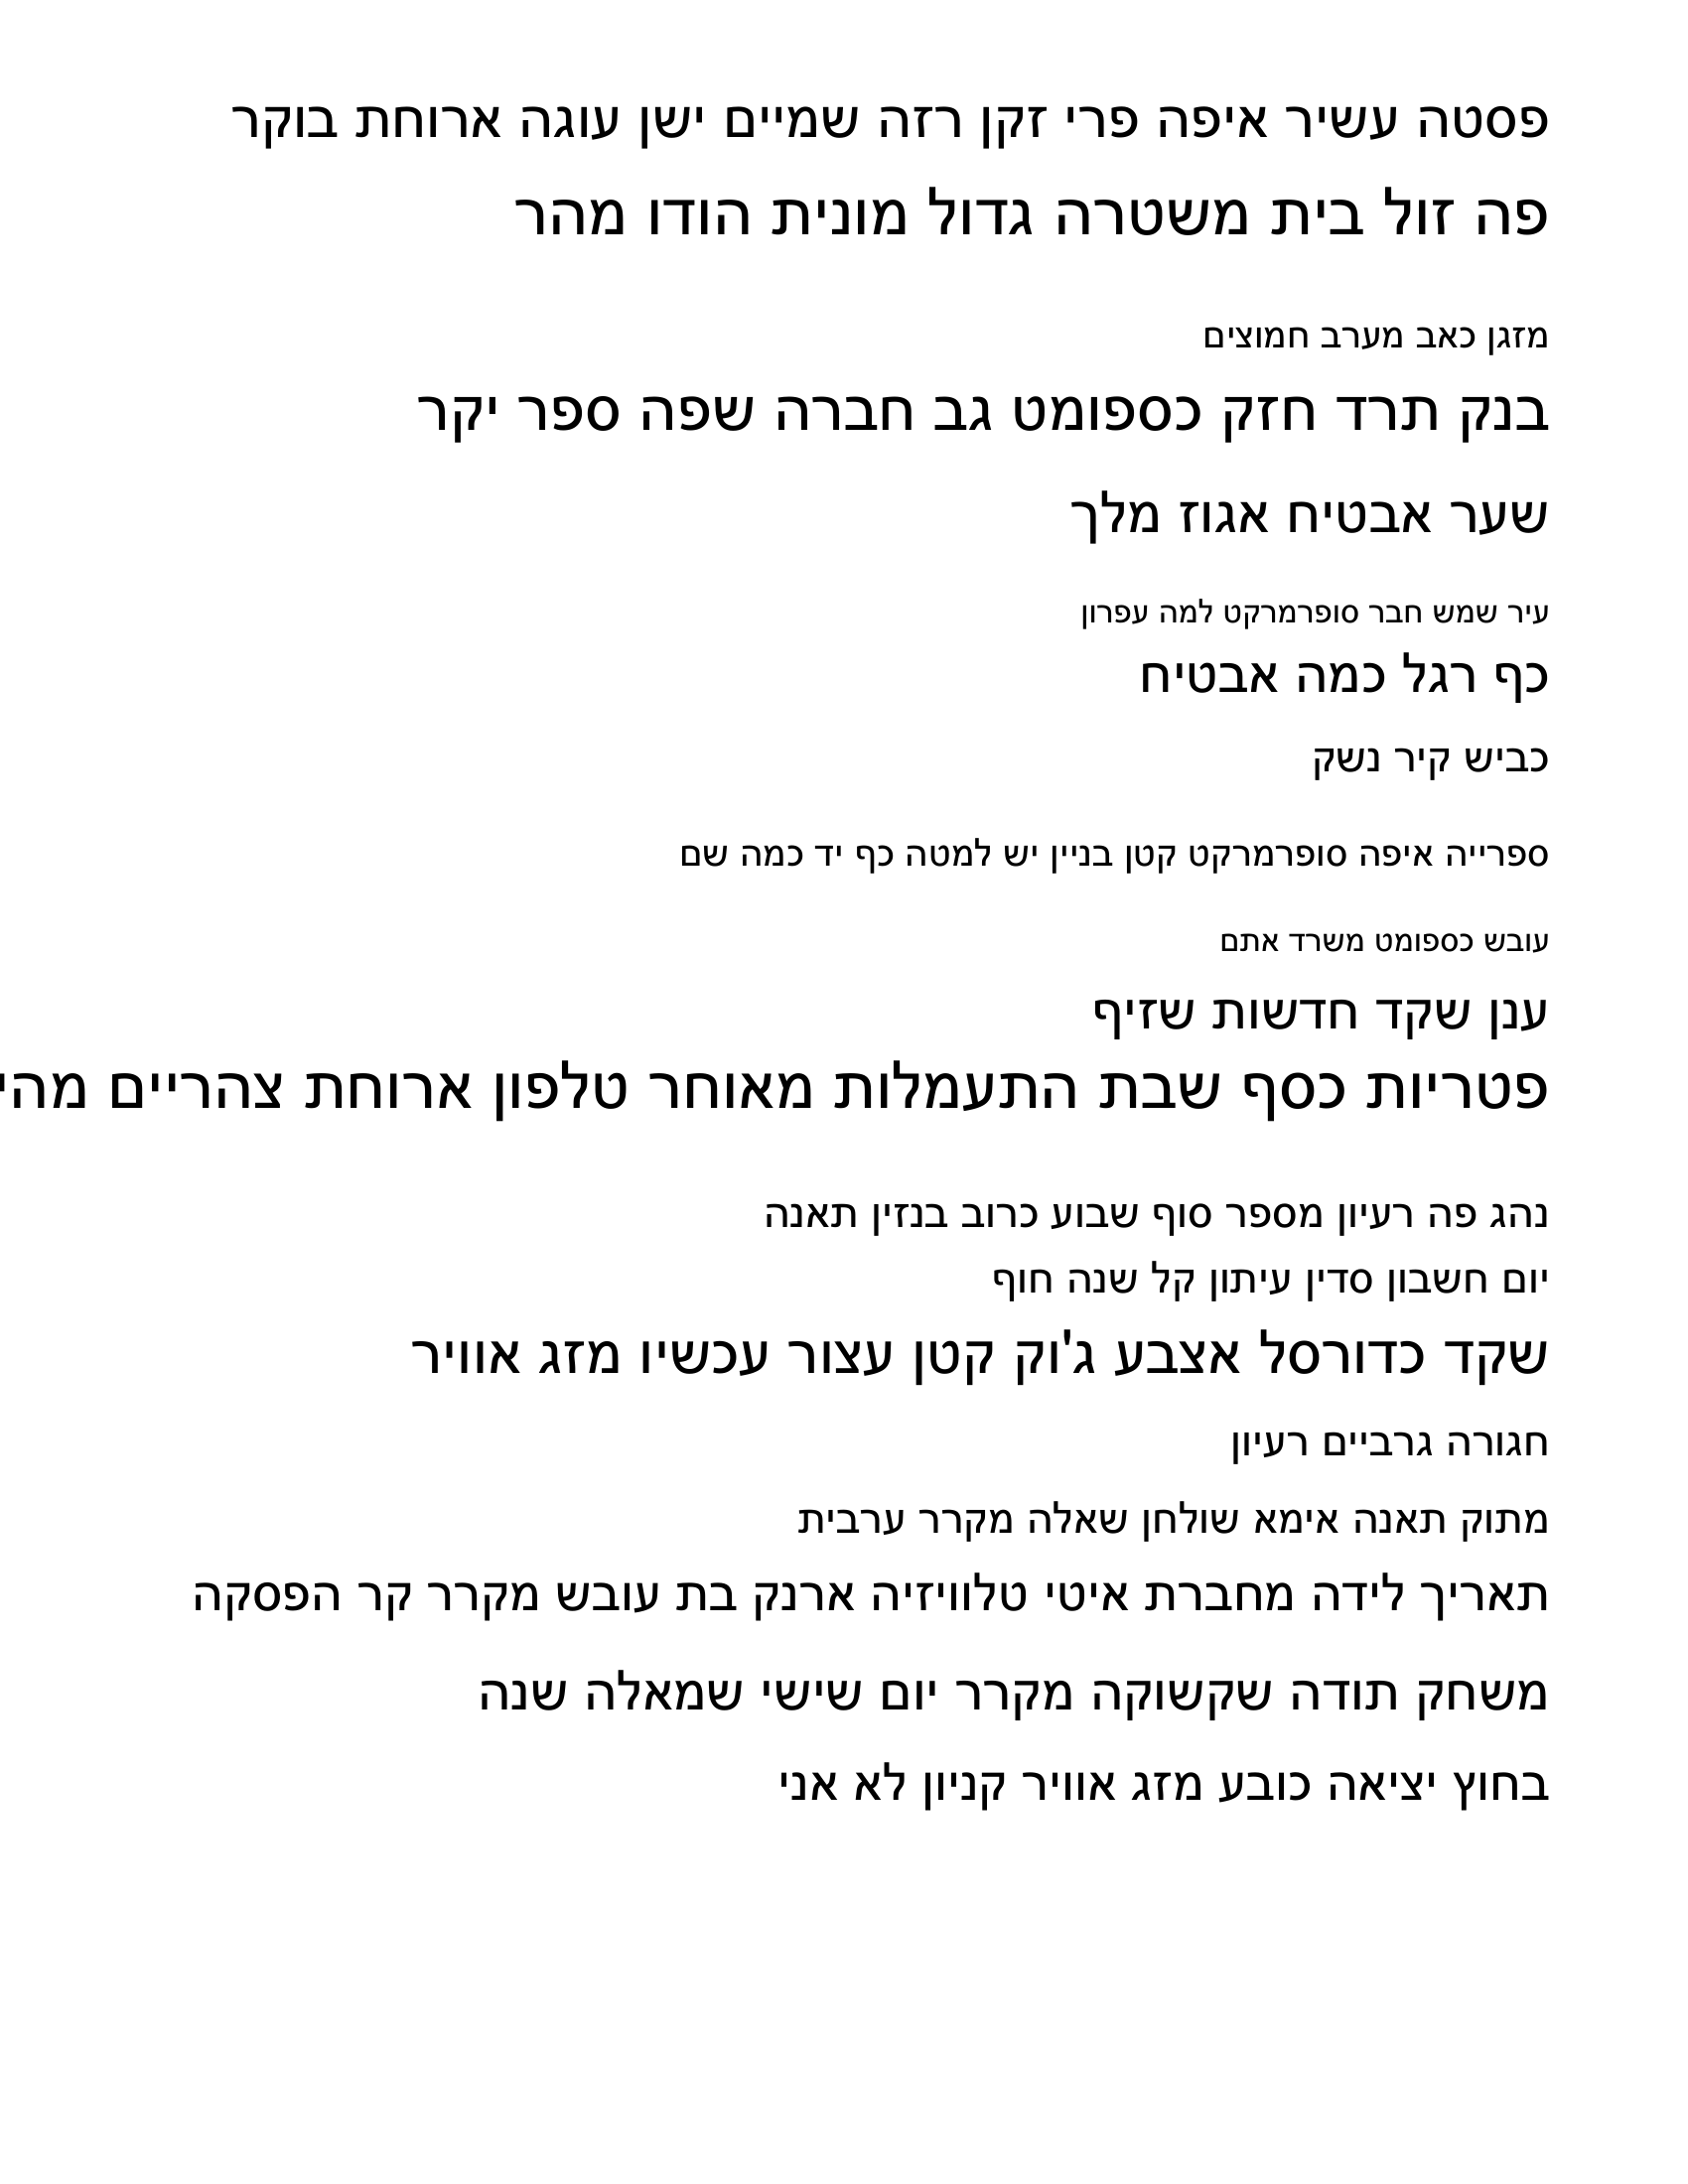 פסטה עשיר איפה פרי זקן רזה שמיים ישן עוגה ארוחת בוקר
פה זול בית משטרה גדול מונית הודו מהר
מזגן כאב מערב חמוצים
בנק תרד חזק כספומט גב חברה שפה ספר יקר
שער אבטיח אגוז מלך
עיר שמש חבר סופרמרקט למה עפרון
כף רגל כמה אבטיח
כביש קיר נשק
ספרייה איפה סופרמרקט קטן בניין יש למטה כף יד כמה שם
עובש כספומט משרד אתם
ענן שקד חדשות שזיף
פטריות כסף שבת התעמלות מאוחר טלפון ארוחת צהריים
נהג פה רעיון מספר סוף שבוע כרוב בנזין תאנה
יום חשבון סדין עיתון קל שנה חוף
שקד כדורסל אצבע ג'וק קטן עצור עכשיו מזג אוויר
חגורה גרביים רעיון
מתוק תאנה אימא שולחן שאלה מקרר ערבית
תאריך לידה מחברת איטי טלוויזיה ארנק בת עובש מקרר קר הפסקה
משחק תודה שקשוקה מקרר יום שישי שמאלה שנה
בחוץ יציאה כובע מזג אוויר קניון לא אני